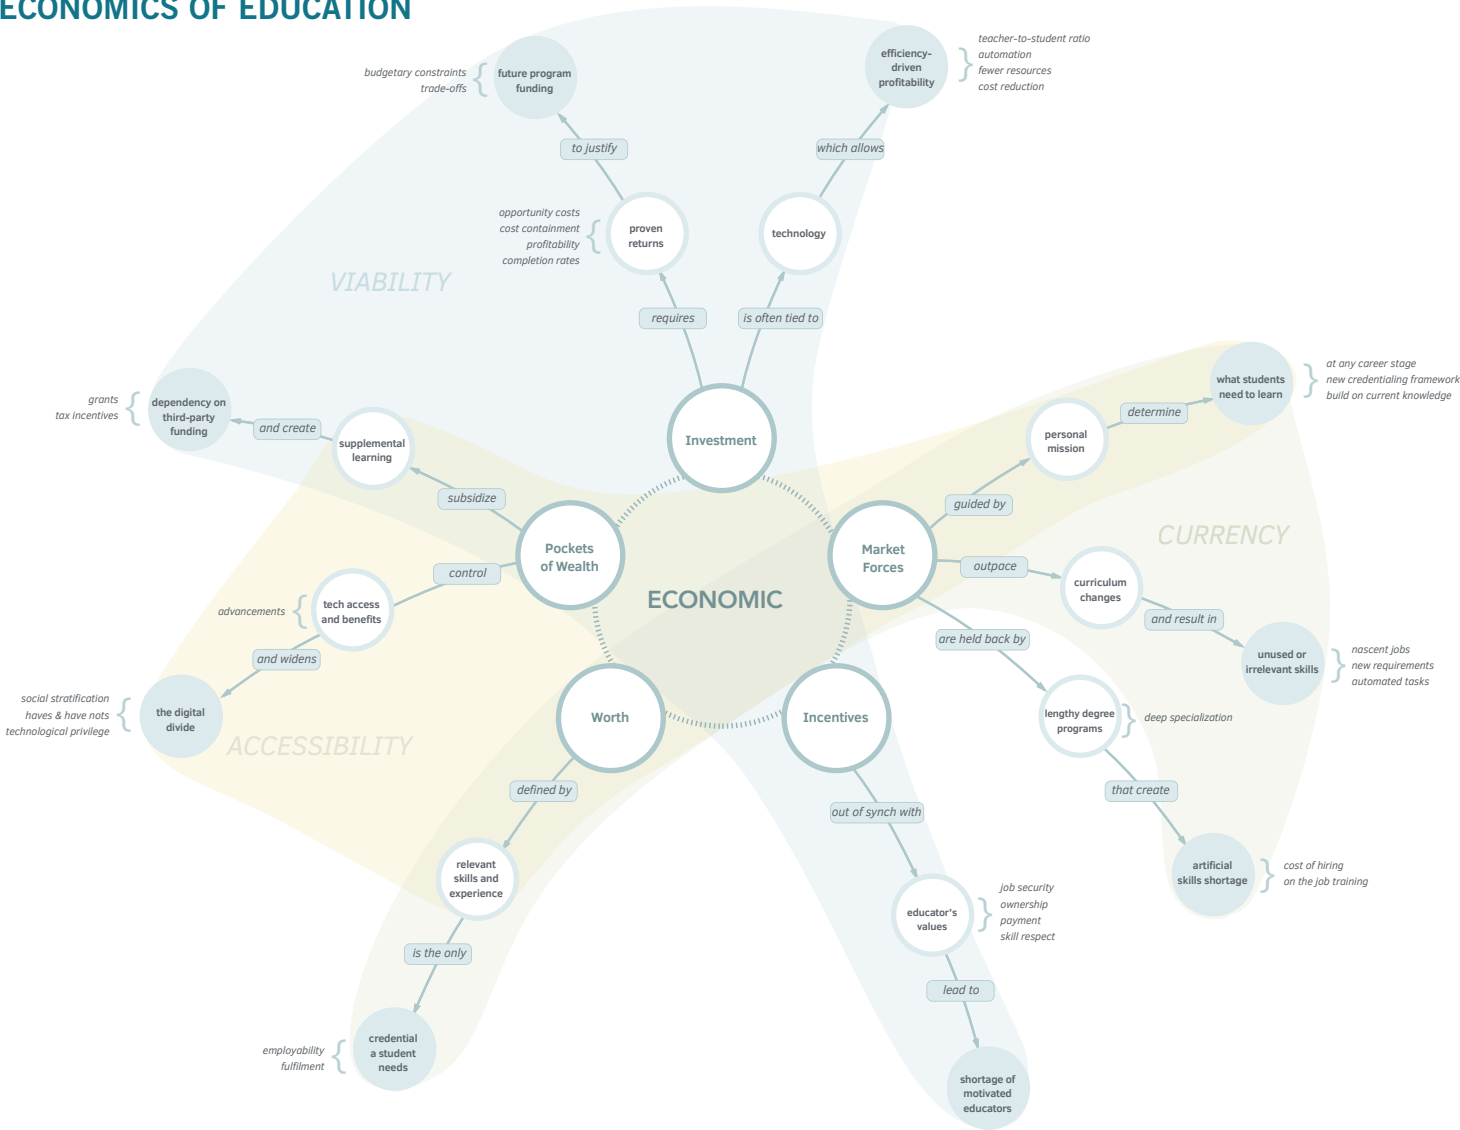 ECONOMICS OF EDUCATION
budgetary constraints
trade-offs
future program
funding
efficiency-
driven
profitability
teacher-to-student ratio
automation
fewer resources
cost reduction
to justify
which allows
opportunity costs
cost containment
profitability
completion rates
proven
returns
technology
VIABILITY
requires
is often tied to
grants
tax incentives
dependency on
third-party
funding
and create
supplemental
learning
subsidize
Investment
personal
mission
determine
what students
need to learn
at any career stage
new credentialing framework
build on current knowledge
guided by
CURRENCY
Pockets
of Wealth
control
ECONOMIC
Market
Forces
outpace
curriculum
changes
and result in
unused or
irrelevant skills
nascent jobs
new requirements
automated tasks
advancements
tech access
and benefits
and widens
are held back by
social stratification
haves & have nots
technological privilege
the digital
divide
ACCESSIBILITY
Worth
Incentives
lengthy degree
programs
deep specialization
defined by
out of synch with
that create
relevant
skills and
experience
artificial
skills shortage
cost of hiring
on the job training
educator's
values
job security
ownership
payment
skill respect
is the only
lead to
employability
fulfilment
credential
a student
needs
shortage of
motivated
educators